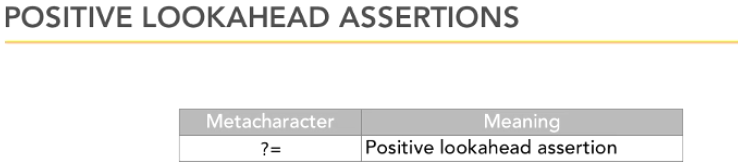 POSITIVE LOOKAHEAD ASSERTIONS
Metacharacter Meaning
?= Positive lookahead assertion